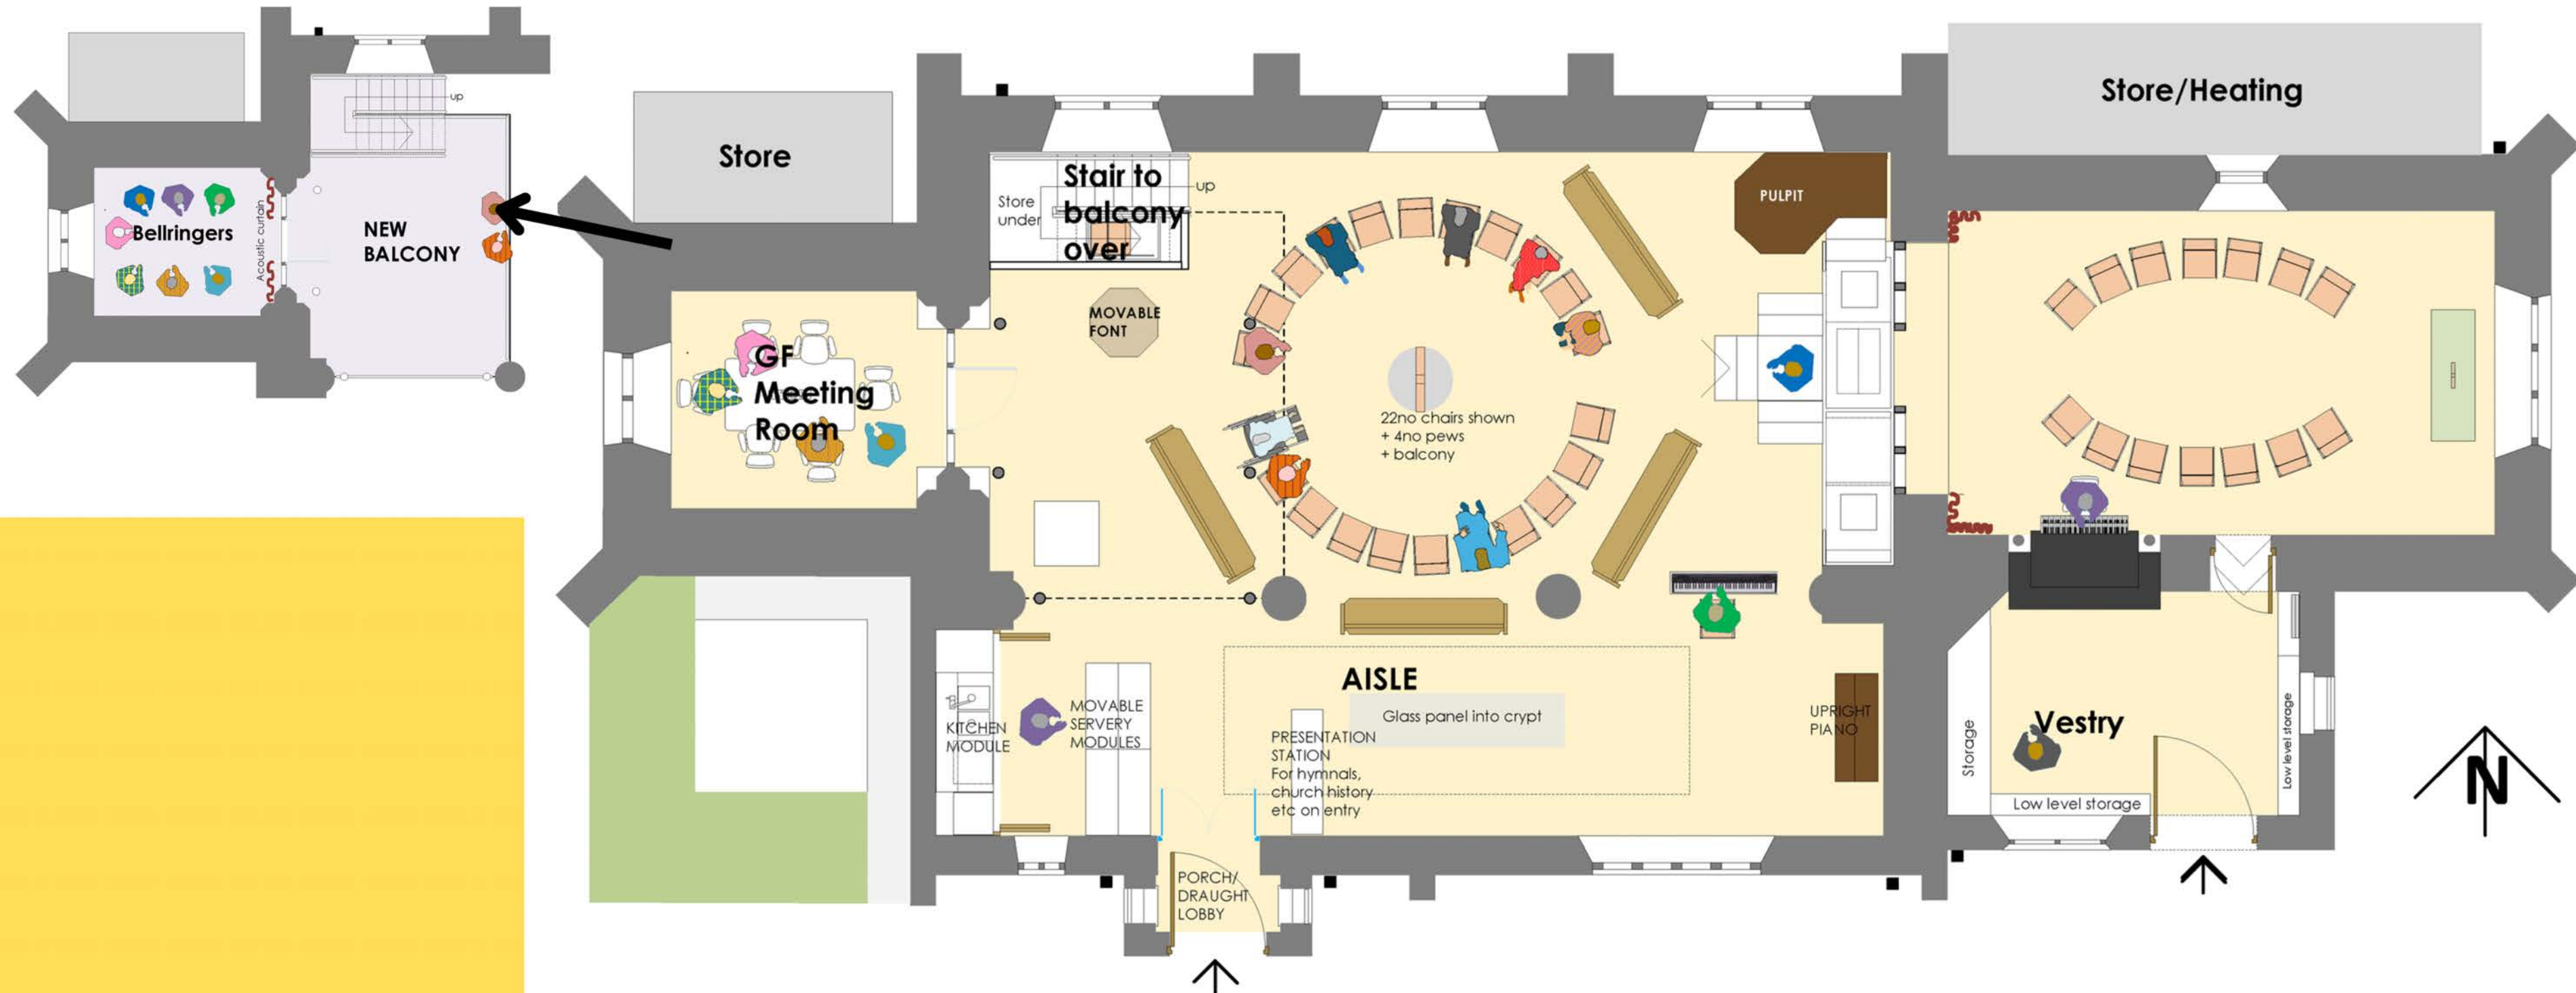 up
Bellringers
Acoustic curtain
NEW
BALCONY
Store
Store
under
Stair to
balcony
over
up
MOVABLE
FONT
GF
Meeting
Room
22no chairs shown
+ 4no pews
+ balcony
PULPIT
Store/Heating
KITCHEN
MODULE
MOVABLE
SERVERY
MODULES
AISLE
Glass panel into crypt
PRESENTATION
STATION
For hymnals,
church history
etc on entry
UPRIGHT
PIANO
PORCH/
DRAUGHT
LOBBY
Storage
Vestry
Low level storage
Low level storage
N